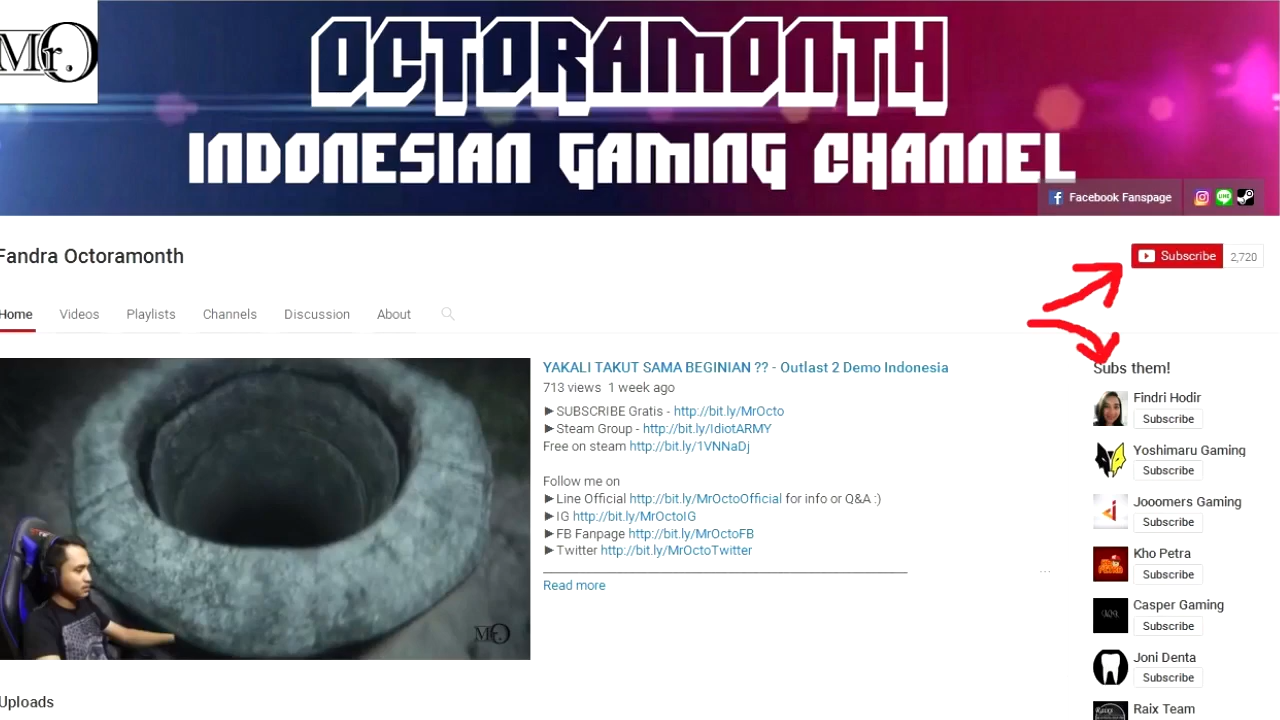 Mr.O
OCTORAMONTH
INDONESIAN GAMING CHANNEL
Facebook Fanspage
LINE
Fandra Octoramonth
Subscribe 2,720
Home Videos Playlists Channels Discussion About
YAKALI TAKUT SAMA BEGINIAN ?? - Outlast 2 Demo Indonesia
713 views 1 week ago
►SUBSCRIBE Gratis - http://bit.ly/MrOcto
►Steam Group - http://bit.ly/IdiotARMY
Free on steam http://bit.ly/1VNNaDj
Follow me on
►Line Official http://bit.ly/MrOctoOfficial for info or Q&A :)
►IG http://bit.ly/MrOctoIG
►FB Fanpage http://bit.ly/MrOctoFB
►Twitter http://bit.ly/MrOctoTwitter
...
Read more
Mr.O
Uploads
Subs them!
Findri Hodir
Subscribe
Yoshimaru Gaming
Subscribe
Jooomers Gaming
Subscribe
Kho Petra
Subscribe
Casper Gaming
Subscribe
Joni Denta
Subscribe
Raix Team